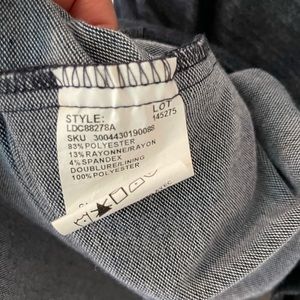 STYLE:
LDC88278A
LOT
145275
SKU 3004430190088
83% POLYESTER
13% RAYONNE/RAYON
4% SPANDEX
DOUBLURE/LINING
100% POLYESTER